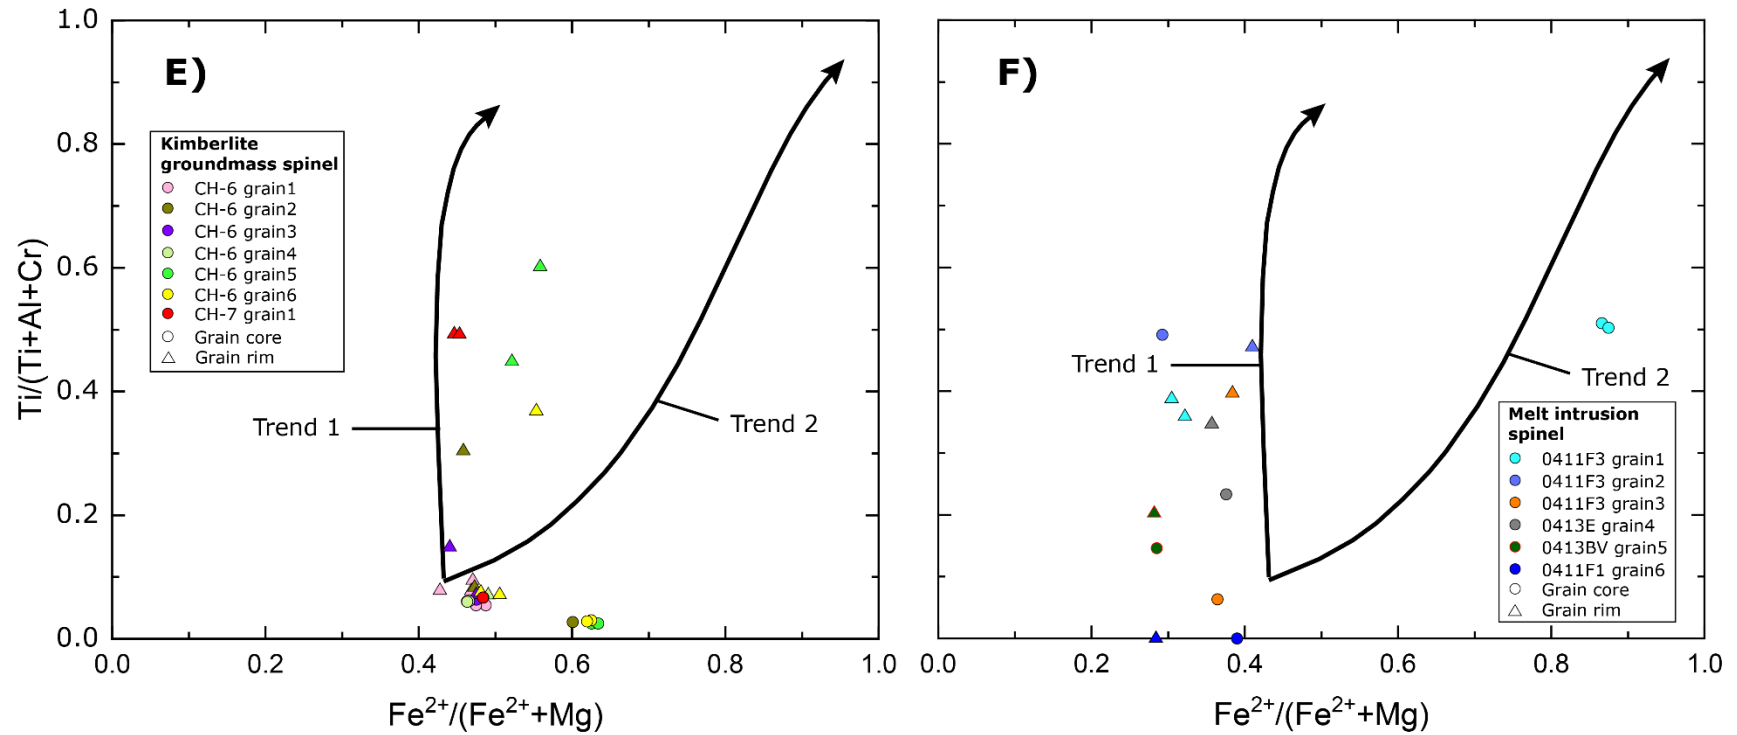 E)
Kimberlite
groundmass spinel
CH-6 grain1
CH-6 grain2
CH-6 grain3
CH-6 grain4
CH-6 grain5
CH-6 grain6
CH-7 grain1
Grain core
Grain rim
Trend 1
Trend 2
1.0
0.8
0.6
0.4
0.2
0.0
Ti/(Ti+Al+Cr)
0.0 0.2 0.4 0.6 0.8 1.0
Fe²⁺/(Fe²⁺+Mg)
F)
Trend 1
Trend 2
Melt intrusion
spinel
0411F3 grain1
0411F3 grain2
0411F3 grain3
0413E grain4
0413BV grain5
0411F1 grain6
Grain core
Grain rim
0.0 0.2 0.4 0.6 0.8 1.0
Fe²⁺/(Fe²⁺+Mg)